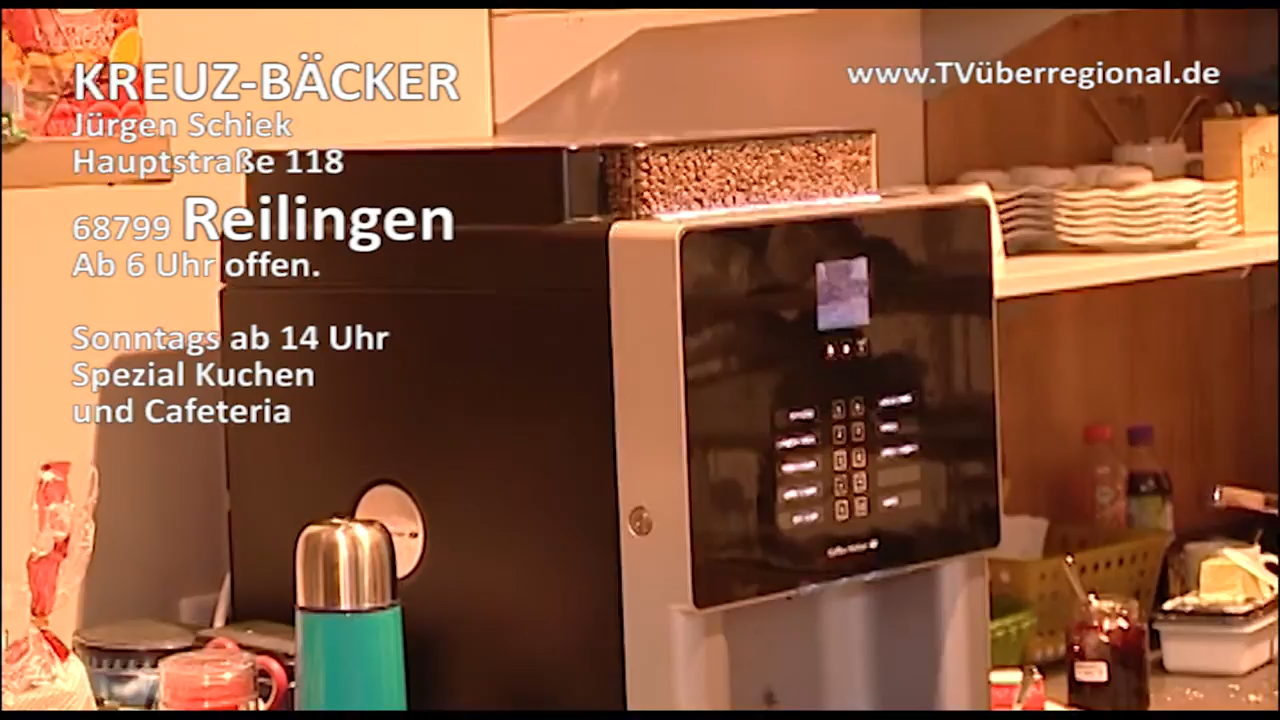 KREUZ-BÄCKER
www.TVüberregional.de
Jürgen Schiek
Hauptstraße 118
68799 Reilingen
Ab 6 Uhr offen.
Sonntags ab 14 Uhr
Spezial Kuchen
und Cafeteria